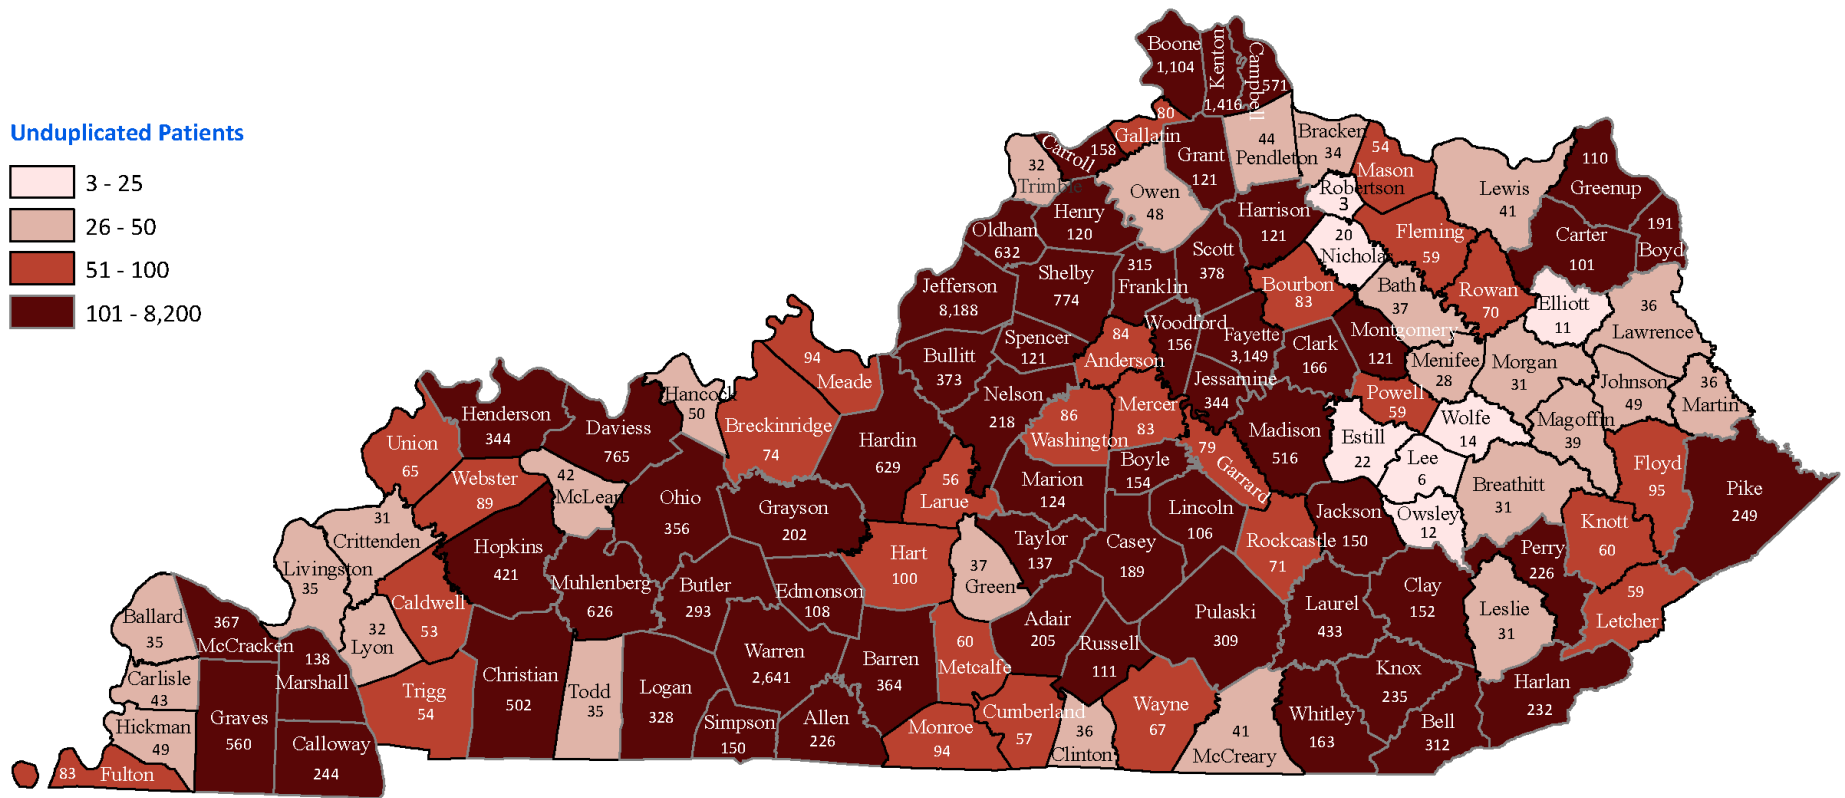 Unduplicated Patients
3 - 25
26 - 50
51 - 100
101 - 8,200
Boone
1,104
Kenton
1,416
Campbell
571
80
Gallatin
Carroll
158
32
Trimble
Grant
121
44
Pendleton
Bracken
34
54
Mason
Robertson
3
Lewis
41
110
Greenup
Owen
48
Henry
120
Oldham
632
Harrison
121
20
Nicholas
Fleming
59
Carter
101
191
Boyd
Shelby
774
315
Franklin
Scott
378
Jefferson
8,188
Bourbon
83
Bath
37
Rowan
70
Elliott
11
36
Lawrence
Spencer
121
84
Anderson
Woodford
156
Fayette
3,149
Clark
166
Montgomery
121
Menifee
28
Morgan
31
Johnson
49
36
Martin
94
Meade
Bullitt
373
Nelson
218
Jessamine
344
Powell
59
Wolfe
14
Magoffin
39
Hancock
50
Breckinridge
74
Hardin
629
86
Washington
Mercer
83
79
Garrard
Madison
516
Estill
22
Lee
6
Breathitt
31
Floyd
95
Pike
249
Henderson
344
Daviess
765
Union
65
Webster
89
42
McLean
Ohio
356
Grayson
202
56
Larue
Marion
124
Boyle
154
Lincoln
106
Jackson
150
Owsley
12
Knott
60
31
Crittenden
Livingston
35
Hopkins
421
Muhlenberg
626
Butler
293
Edmonson
108
Hart
100
37
Green
Taylor
137
Casey
189
Rockcastle
71
Perry
226
59
Letcher
Ballard
35
367
McCracken
Caldwell
53
32
Lyon
138
Marshall
Warren
2,641
Barren
364
60
Metcalfe
Adair
205
Russell
111
Pulaski
309
Laurel
433
Clay
152
Leslie
31
Carlisle
43
Hickman
49
83
Fulton
Graves
560
Calloway
244
Trigg
54
Christian
502
Todd
35
Logan
328
Simpson
150
Allen
226
Monroe
94
Cumberland
57
36
Clinton
Wayne
67
41
McCreary
Whitley
163
Knox
235
Bell
312
Harlan
232